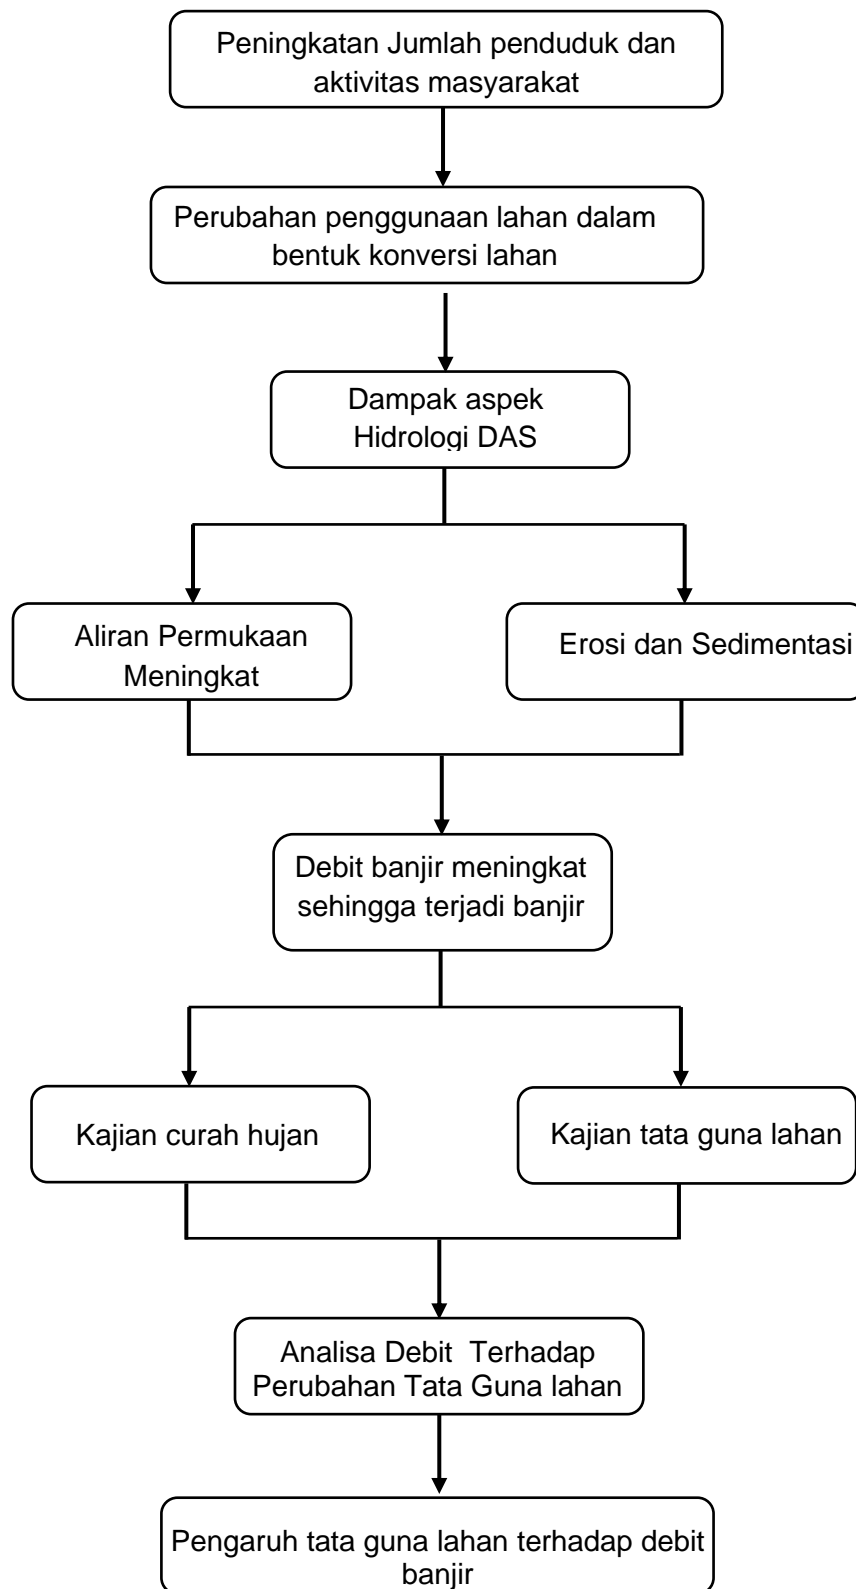 Peningkatan Jumlah penduduk dan
aktivitas masyarakat
Perubahan penggunaan lahan dalam
bentuk konversi lahan
Dampak aspek
Hidrologi DAS
Aliran Permukaan
Meningkat
Erosi dan Sedimentasi
Debit banjir meningkat
sehingga terjadi banjir
Kajian curah hujan
Kajian tata guna lahan
Analisa Debit  Terhadap
Perubahan Tata Guna lahan
Pengaruh tata guna lahan terhadap debit
banjir